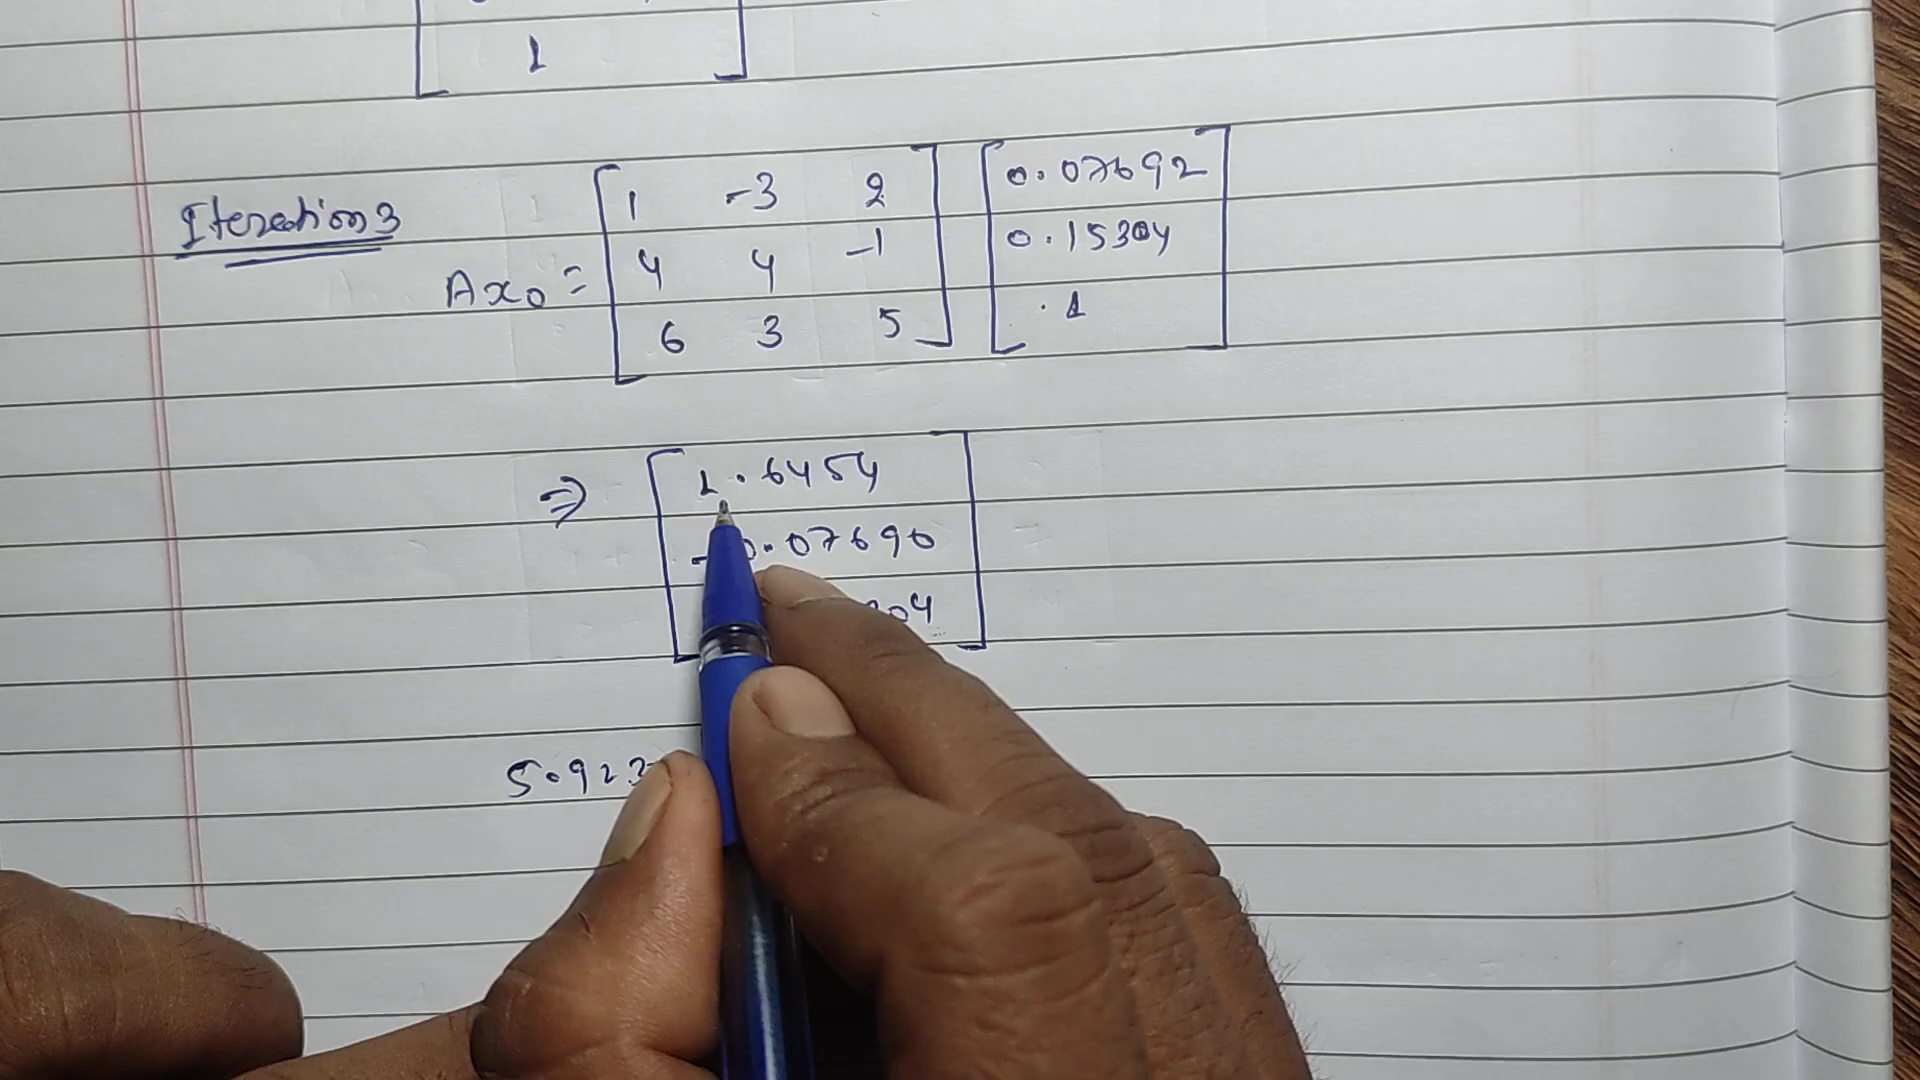 1
Iteration 3
Ax0 = [ 1 -3 2 ] [ 0.07692 ]
[ 4 4 -1 ] [ 0.15304 ]
[ 6 3 5 ] [ .1 ]
⇒ [ 1.6454 ]
[ -0.07690 ]
04 ]
5.92